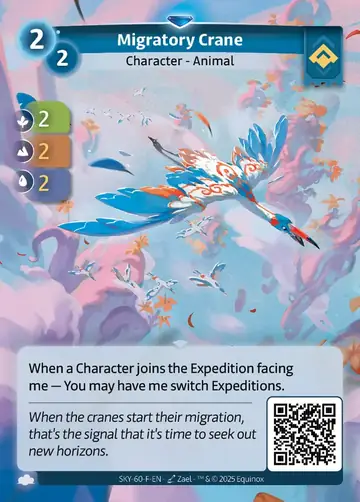 2
2
Migratory Crane
Character - Animal
2
2
2
When a Character joins the Expedition facing
me — You may have me switch Expeditions.
When the cranes start their migration,
that's the signal that it's time to seek out
new horizons.
SKY-60-F-EN - Zael - ™ & © 2025 Equinox